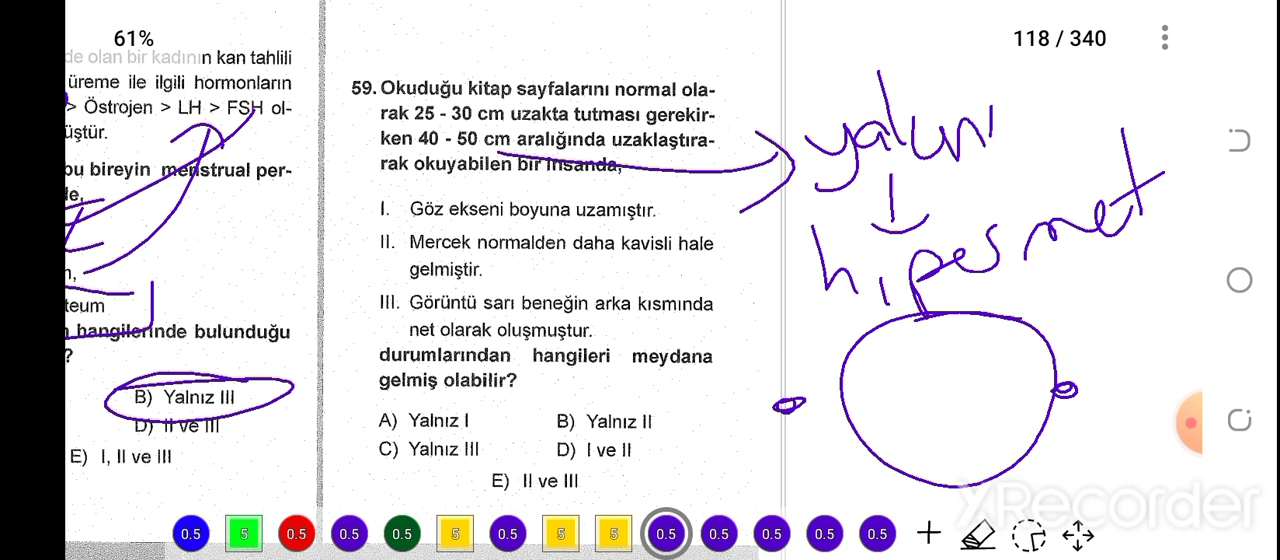 61%
118 / 340
de olan bir kadının kan tahlili
üreme ile ilgili hormonların
> Östrojen > LH > FSH ol-
üştür.
bu bireyin menstrual per-
de,
n,
teum
hangilerinde bulunduğu
?
B) Yalnız III
D) II ve III
E) I, II ve III
59. Okuduğu kitap sayfalarını normal ola-
rak 25 - 30 cm uzakta tutması gerekir-
ken 40 - 50 cm aralığında uzaklaştıra-
rak okuyabilen bir insanda,
I. Göz ekseni boyuna uzamıştır.
II. Mercek normalden daha kavisli hale
gelmiştir.
III. Görüntü sarı beneğin arka kısmında
net olarak oluşmuştur.
durumlarından hangileri meydana
gelmiş olabilir?
A) Yalnız I B) Yalnız II
C) Yalnız III D) I ve II
E) II ve III
hipermet
XRecorder
0.5 5 0.5 0.5 0.5 5 0.5 5 5 0.5 0.5 0.5 0.5 0.5